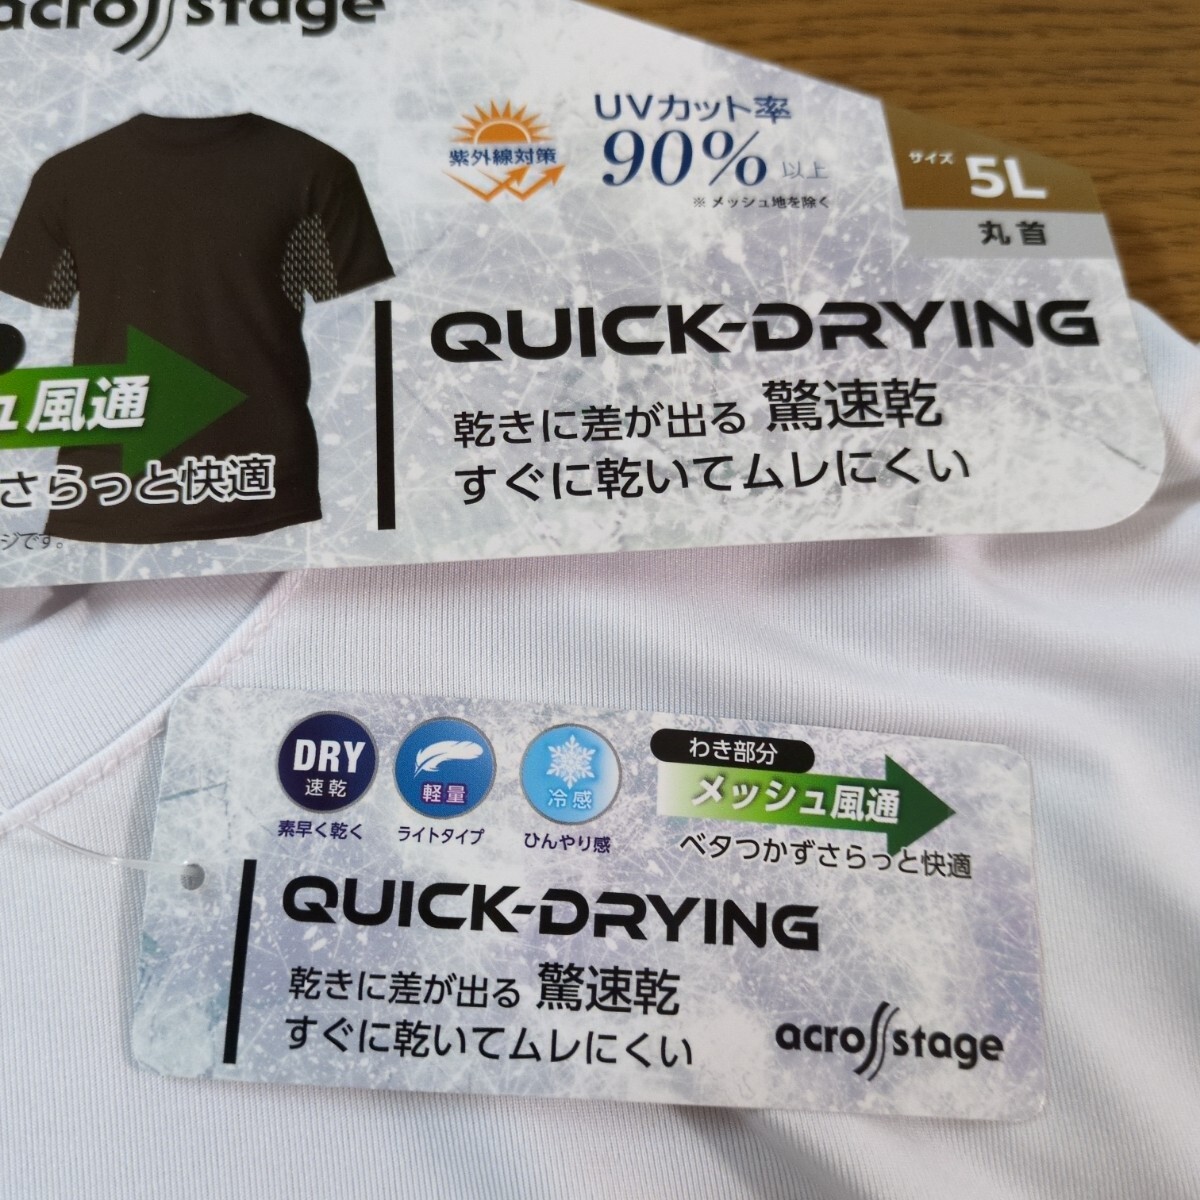 acro stage
紫外線対策
UVカット率
90%以上
※メッシュ地を除く
サイズ 5L
丸首
ュ風通
さらっと快適
ジです。
QUICK-DRYING
乾きに差が出る 驚速乾
すぐに乾いてムレにくい
DRY
速乾
素早く乾く
軽量
ライトタイプ
冷感
ひんやり感
わき部分
メッシュ風通
ベタつかずさらっと快適
QUICK-DRYING
乾きに差が出る 驚速乾
すぐに乾いてムレにくい
acro stage